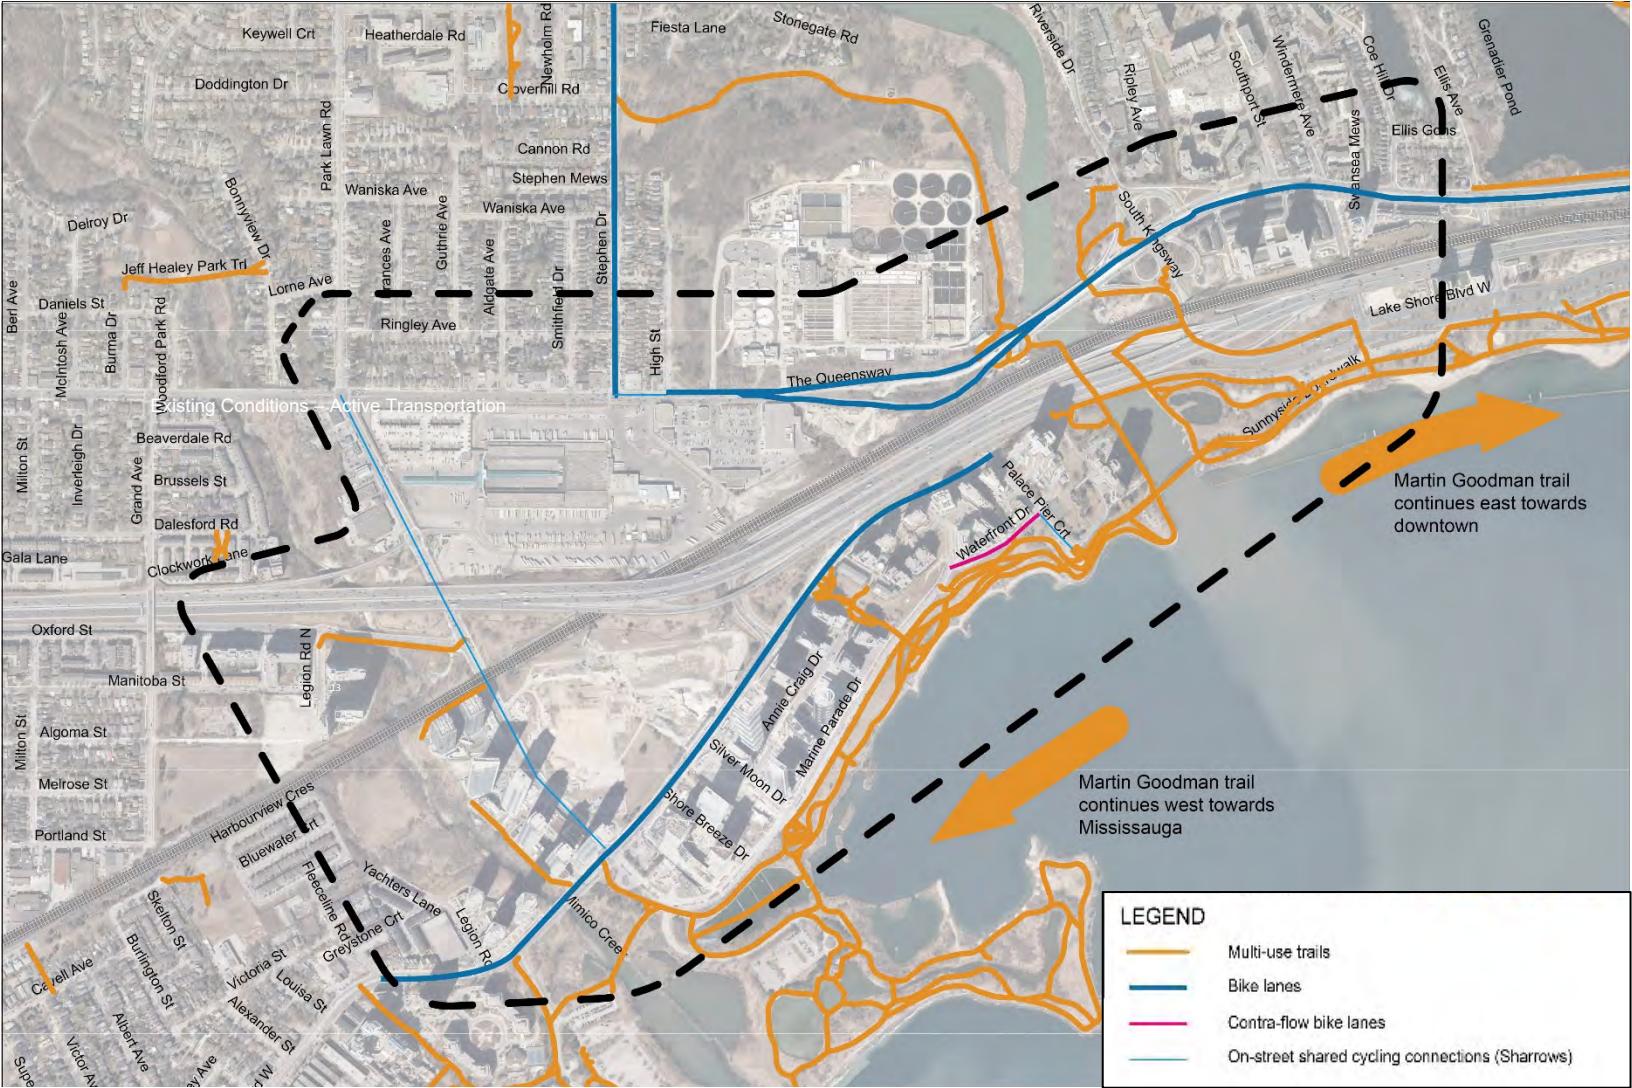 Keywell Crt
Heatherdale Rd
Newholm Rd
Fiesta Lane
Stonegate Rd
Riverside Dr
Doddington Dr
Cloverhill Rd
Ripley Ave
Southport St
Windermere Ave
Coe Hill Dr
Ellis Ave
Grenadier Pond
Park Lawn Rd
Cannon Rd
Stephen Mews
Waniska Ave
Waniska Ave
Swansea Mews
Ellis Gdns
Bonnyview Dr
Delroy Dr
Frances Ave
Guthrie Ave
Aldgate Ave
Smithfield Dr
Stephen Dr
South Kingsway
Jeff Healey Park Trl
Lorne Ave
Berl Ave
Daniels St
McIntosh Ave
Burma Dr
Woodford Park Rd
Ringley Ave
High St
Lake Shore Blvd W
The Queensway
Sunnyside Boardwalk
Existing Conditions – Active Transportation
Milton St
Inverleigh Dr
Grand Ave
Beaverdale Rd
Brussels St
Dalesford Rd
Gala Lane
Clockwork Lane
Palace Pier Crt
Waterfront Dr
Martin Goodman trail
continues east towards
downtown
Oxford St
Legion Rd N
Manitoba St
Milton St
Algoma St
Melrose St
Portland St
Harbourview Cres
Bluewater Crt
Annie Craig Dr
Marine Parade Dr
Silver Moon Dr
Shore Breeze Dr
Martin Goodman trail
continues west towards
Mississauga
Fleeceline Rd
Yachters Lane
Greystone Crt
Legion Rd
Mimico Creek
Skelton St
Burlington St
Cavell Ave
Victoria St
Louisa St
Alexander St
Albert Ave
Victor Av
Supe
ey Ave
d W
LEGEND
Multi-use trails
Bike lanes
Contra-flow bike lanes
On-street shared cycling connections (Sharrows)